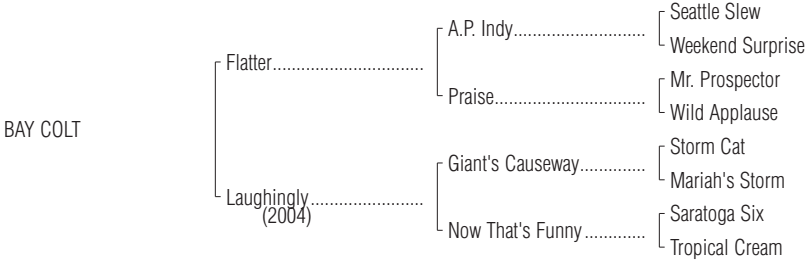 Seattle Slew
A.P. Indy.............................
Weekend Surprise
Flatter.................................
Mr. Prospector
Praise.................................
Wild Applause
BAY COLT
Storm Cat
Giant's Causeway..............
Mariah's Storm
Laughingly.........................
(2004)
Saratoga Six
Now That's Funny.............
Tropical Cream